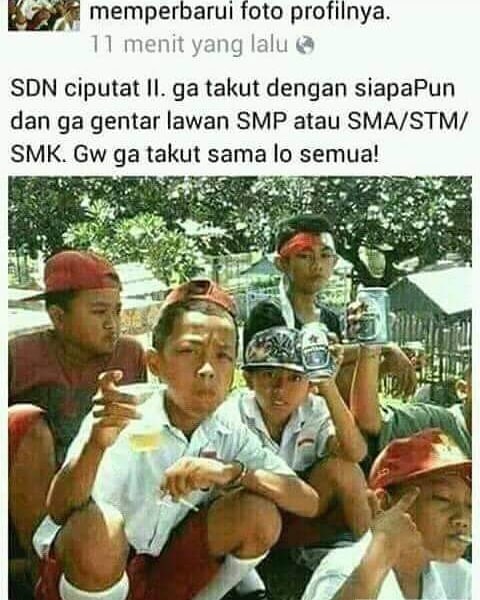 memperbarui foto profilnya.
11 menit yang lalu
SDN ciputat II. ga takut dengan siapaPun
dan ga gentar lawan SMP atau SMA/STM/
SMK. Gw ga takut sama lo semua!